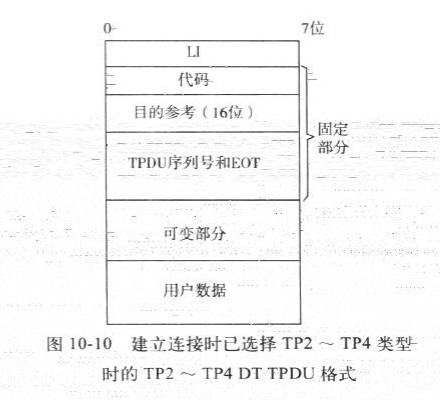 0 7位
LI
代码
目的参考(16位)
TPDU序列号和EOT
固定
部分
可变部分
用户数据
图 10-10 建立连接时已选择 TP2 ~ TP4 类型
时的 TP2 ~ TP4 DT TPDU 格式